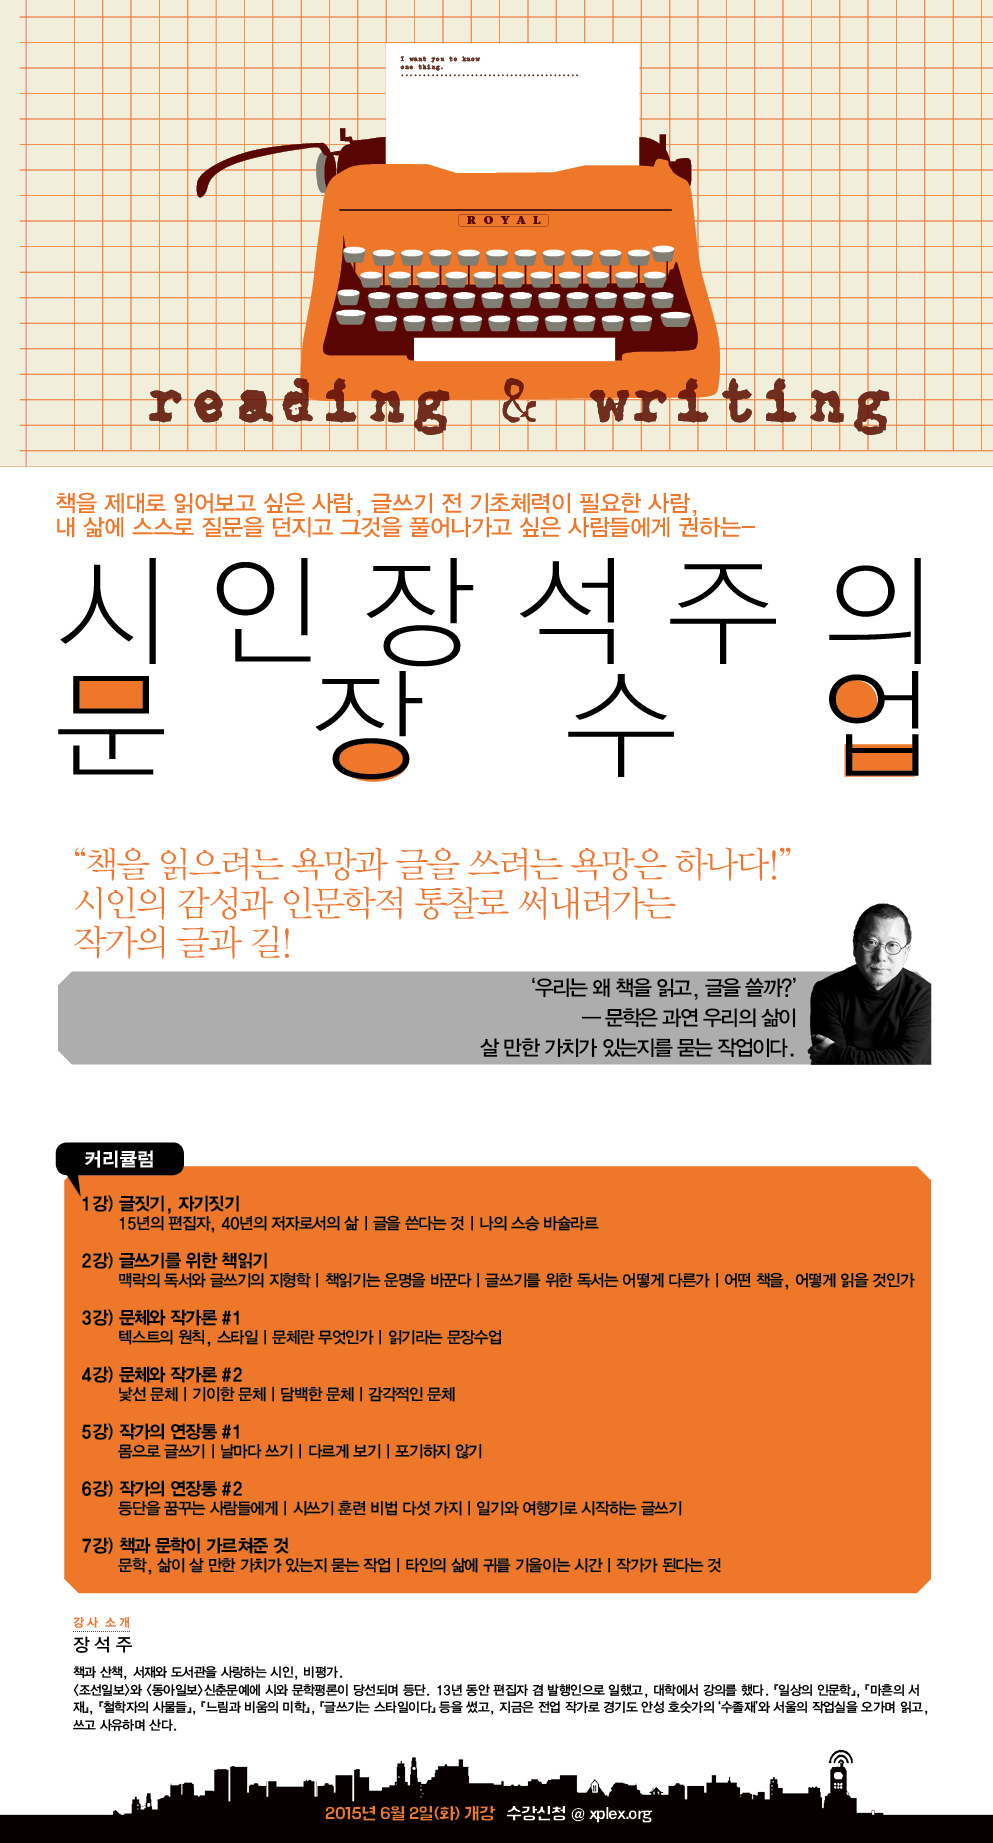 I want you to know
one thing.
ROYAL
reading & writing
책을 제대로 읽어보고 싶은 사람, 글쓰기 전 기초체력이 필요한 사람,
내 삶에 스스로 질문을 던지고 그것을 풀어나가고 싶은 사람들에게 권하는-
시인장석주의
문장수업
“책을 읽으려는 욕망과 글을 쓰려는 욕망은 하나다!”
시인의 감성과 인문학적 통찰로 써내려가는
작가의 글과 길!
‘우리는 왜 책을 읽고, 글을 쓸까?’
— 문학은 과연 우리의 삶이
살 만한 가치가 있는지를 묻는 작업이다.
커리큘럼
1강) 글짓기, 자기짓기
15년의 편집자, 40년의 저자로서의 삶 | 글을 쓴다는 것 | 나의 스승 바슐라르
2강) 글쓰기를 위한 책읽기
맥락의 독서와 글쓰기의 지형학 | 책읽기는 운명을 바꾼다 | 글쓰기를 위한 독서는 어떻게 다른가 | 어떤 책을, 어떻게 읽을 것인가
3강) 문체와 작가론 #1
텍스트의 원칙, 스타일 | 문체란 무엇인가 | 읽기라는 문장수업
4강) 문체와 작가론 #2
낯선 문체 | 기이한 문체 | 담백한 문체 | 감각적인 문체
5강) 작가의 연장통 #1
몸으로 글쓰기 | 날마다 쓰기 | 다르게 보기 | 포기하지 않기
6강) 작가의 연장통 #2
등단을 꿈꾸는 사람들에게 | 시쓰기 훈련 비법 다섯 가지 | 일기와 여행기로 시작하는 글쓰기
7강) 책과 문학이 가르쳐준 것
문학, 삶이 살 만한 가치가 있는지 묻는 작업 | 타인의 삶에 귀를 기울이는 시간 | 작가가 된다는 것
강사 소개
장석주
책과 산책, 서재와 도서관을 사랑하는 시인, 비평가.
〈조선일보〉와 〈동아일보〉신춘문예에 시와 문학평론이 당선되며 등단. 13년 동안 편집자 겸 발행인으로 일했고, 대학에서 강의를 했다. 『일상의 인문학』, 『마흔의 서
재』, 『철학자의 사물들』, 『느림과 비움의 미학』, 『글쓰기는 스타일이다』 등을 썼고, 지금은 전업 작가로 경기도 안성 호숫가의 ‘수졸재’와 서울의 작업실을 오가며 읽고,
쓰고 사유하며 산다.
2015년 6월 2일(화) 개강 수강신청 @ xplex.org